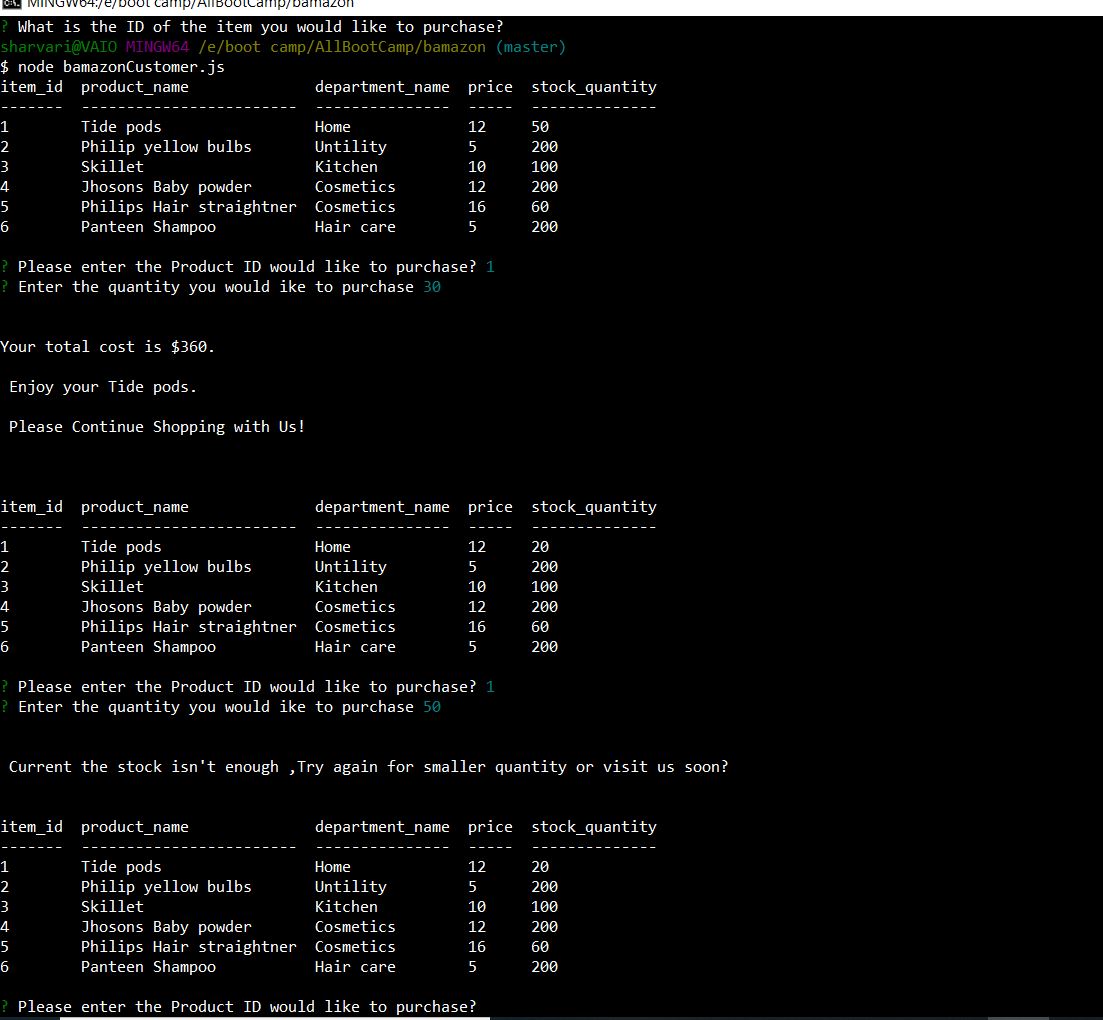 MINGW64:/e/boot camp/AllBootCamp/bamazon
? What is the ID of the item you would like to purchase?
sharvari@VAIO MINGW64 /e/boot camp/AllBootCamp/bamazon (master)
$ node bamazonCustomer.js
item_id  product_name              department_name  price  stock_quantity
-------  ------------------------  ---------------  -----  --------------
1        Tide pods                 Home             12     50
2        Philip yellow bulbs       Untility         5      200
3        Skillet                   Kitchen          10     100
4        Jhosons Baby powder       Cosmetics        12     200
5        Philips Hair straightner  Cosmetics        16     60
6        Panteen Shampoo           Hair care        5      200
? Please enter the Product ID would like to purchase? 1
? Enter the quantity you would ike to purchase 30
Your total cost is $360.
Enjoy your Tide pods.
Please Continue Shopping with Us!
item_id  product_name              department_name  price  stock_quantity
-------  ------------------------  ---------------  -----  --------------
1        Tide pods                 Home             12     20
2        Philip yellow bulbs       Untility         5      200
3        Skillet                   Kitchen          10     100
4        Jhosons Baby powder       Cosmetics        12     200
5        Philips Hair straightner  Cosmetics        16     60
6        Panteen Shampoo           Hair care        5      200
? Please enter the Product ID would like to purchase? 1
? Enter the quantity you would ike to purchase 50
Current the stock isn't enough ,Try again for smaller quantity or visit us soon?
item_id  product_name              department_name  price  stock_quantity
-------  ------------------------  ---------------  -----  --------------
1        Tide pods                 Home             12     20
2        Philip yellow bulbs       Untility         5      200
3        Skillet                   Kitchen          10     100
4        Jhosons Baby powder       Cosmetics        12     200
5        Philips Hair straightner  Cosmetics        16     60
6        Panteen Shampoo           Hair care        5      200
? Please enter the Product ID would like to purchase?